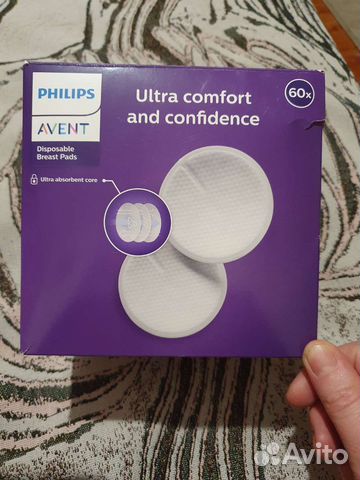 PHILIPS
AVENT
Disposable
Breast Pads
Ultra absorbent core
Ultra comfort
and confidence
60x
Avito